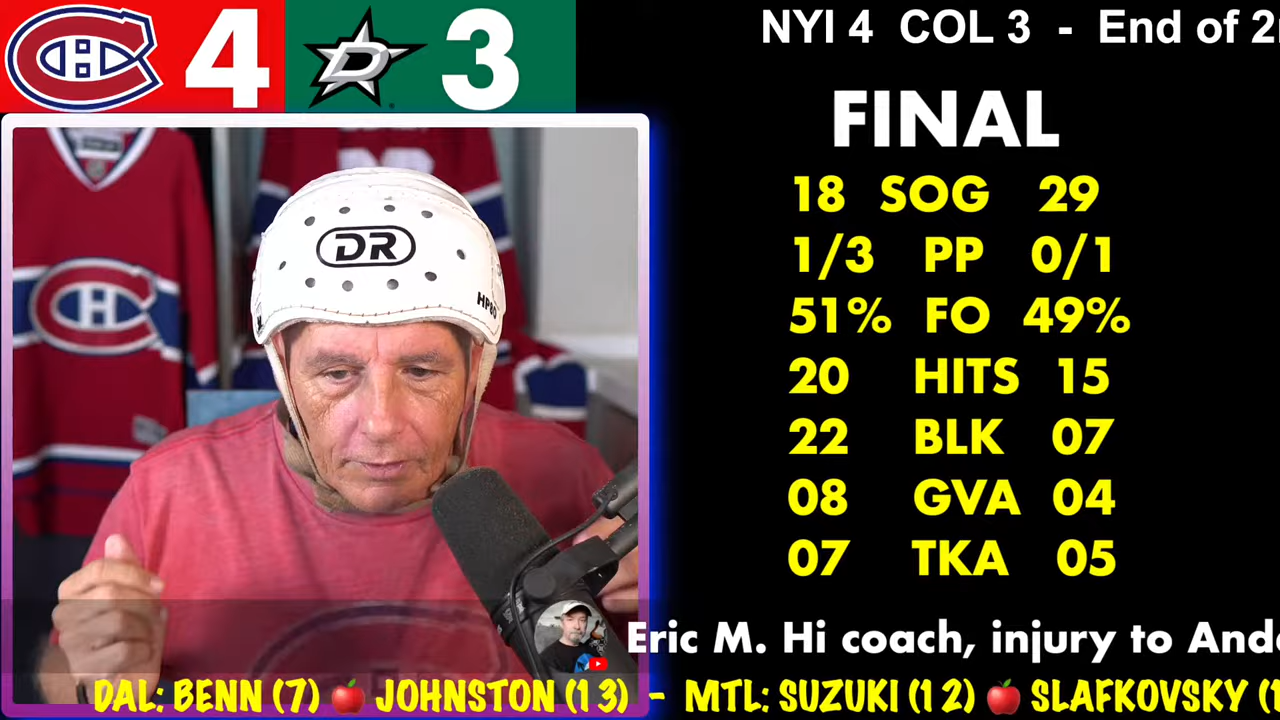 4 3
NYI 4 COL 3 - End of 2
FINAL
18 SOG 29
1/3 PP 0/1
51% FO 49%
20 HITS 15
22 BLK 07
08 GVA 04
07 TKA 05
DR
Eric M. Hi coach, injury to
DAL: BENN (7) JOHNSTON (13) - MTL: SUZUKI (12) SLAFKOVSKY